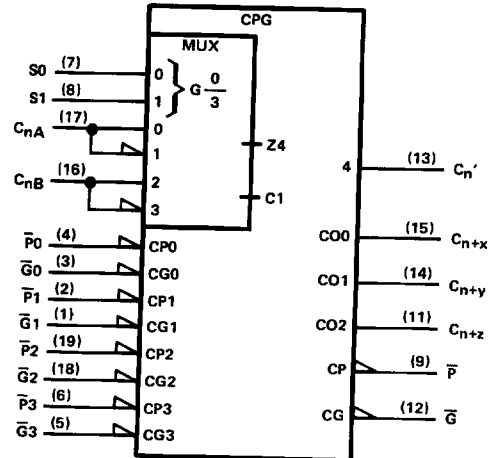 CPG
MUX
S0 (7) 0
S1 (8) 1
G 0/3
CnA (17) 0
1
Z4
CnB (16) 2
3
C1
4 (13) Cn'
P̅0 (4) CP0
G̅0 (3) CG0
P̅1 (2) CP1
G̅1 (1) CG1
P̅2 (19) CP2
G̅2 (18) CG2
P̅3 (6) CP3
G̅3 (5) CG3
CO0 (15) Cn+x
CO1 (14) Cn+y
CO2 (11) Cn+z
CP (9) P̅
CG (12) G̅